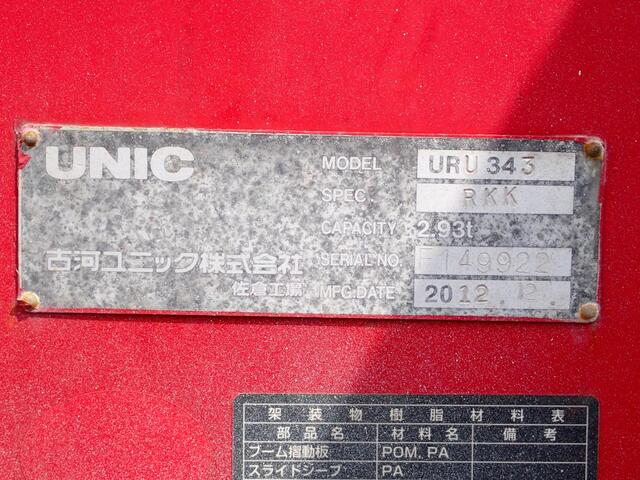 UNIC
MODEL URU343
SPEC. RKK
CAPACITY 2.93t
古河ユニック株式会社
佐倉工場
SERIAL NO. F149922
MFG.DATE 2012 12
架装物樹脂材料表
部品名 材料名 備考
ブーム摺動板 POM, PA
スライドシーブ PA